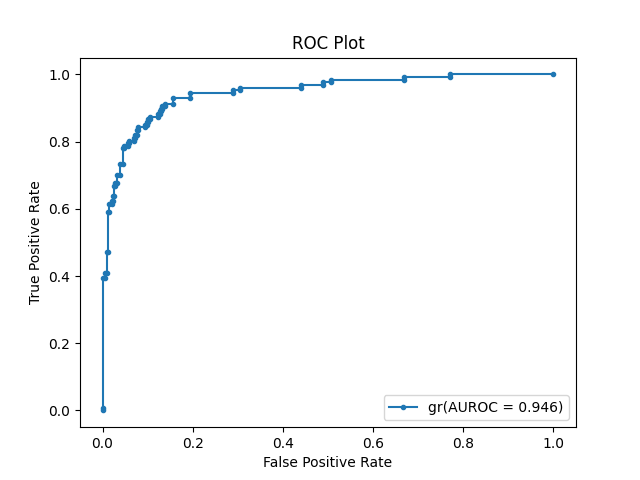 ROC Plot
1.0
0.8
0.6
0.4
0.2
0.0
True Positive Rate
gr(AUROC = 0.946)
0.0 0.2 0.4 0.6 0.8 1.0
False Positive Rate